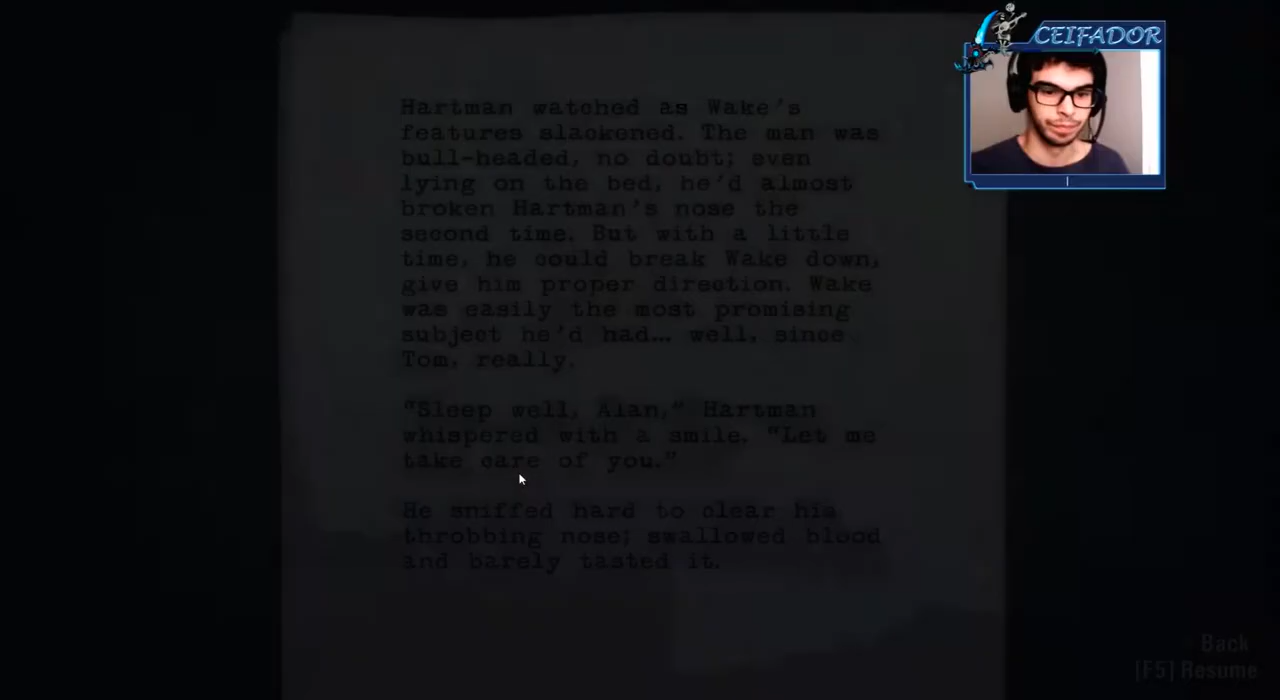 CEIFADOR
Hartman watched as Wake's
features slackened. The man was
bull-headed, no doubt; even
lying on the bed, he'd almost
broken Hartman's nose the
second time. But with a little
time, he could break Wake down,
give him proper direction. Wake
was easily the most promising
subject he'd had… well, since
Tom, really.
“Sleep well, Alan,” Hartman
whispered with a smile. “Let me
take care of you.”
He sniffed hard to clear his
throbbing nose; swallowed blood
and barely tasted it.
Back
[F5] Resume